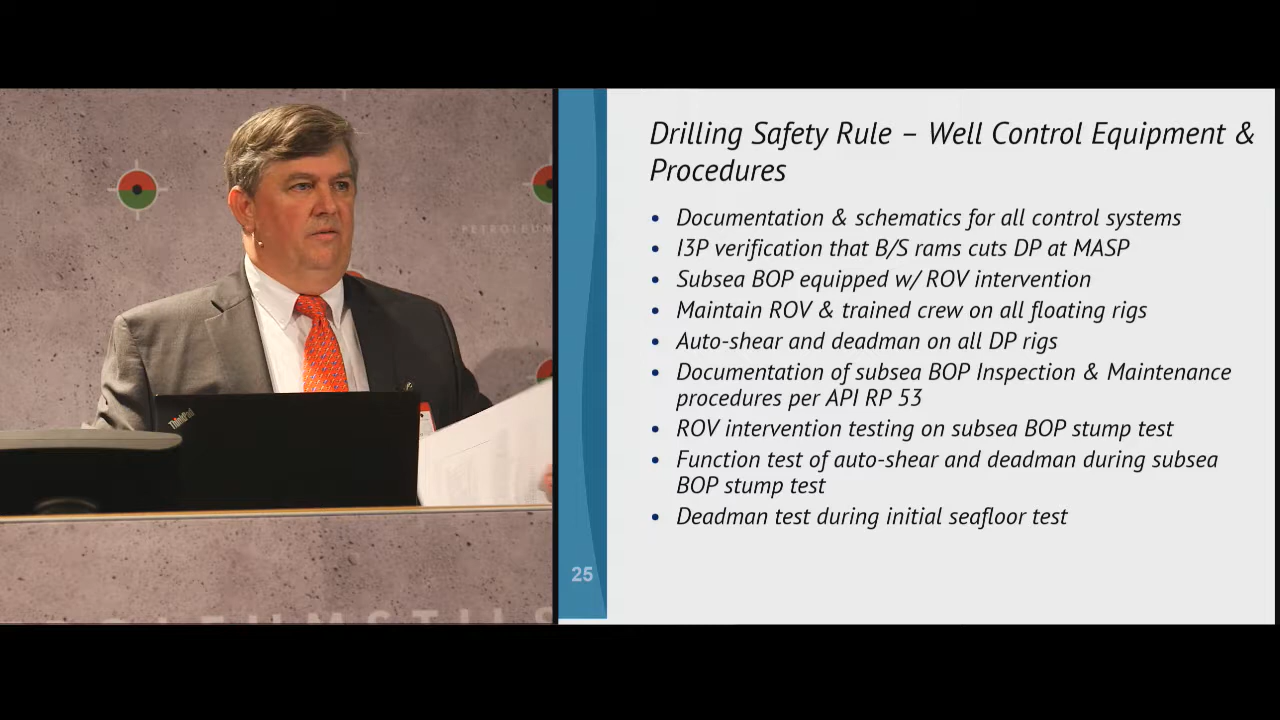 Drilling Safety Rule – Well Control Equipment &
Procedures
• Documentation & schematics for all control systems
• I3P verification that B/S rams cuts DP at MASP
• Subsea BOP equipped w/ ROV intervention
• Maintain ROV & trained crew on all floating rigs
• Auto-shear and deadman on all DP rigs
• Documentation of subsea BOP Inspection & Maintenance
procedures per API RP 53
• ROV intervention testing on subsea BOP stump test
• Function test of auto-shear and deadman during subsea
BOP stump test
• Deadman test during initial seafloor test
25
ThinkPad
PETROLEUM